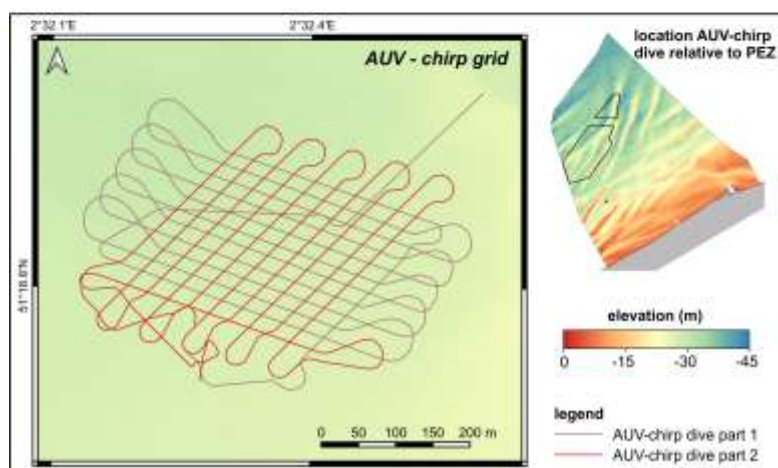 2°32.1'E 2°32.4'E
AUV - chirp grid
location AUV-chirp
dive relative to PEZ
51°18.6'N
elevation (m)
0 -15 -30 -45
0 50 100 150 200 m
legend
AUV-chirp dive part 1
AUV-chirp dive part 2